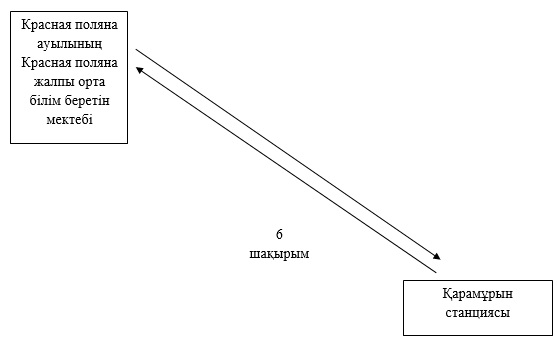 Красная поляна
ауылының
Красная поляна
жалпы орта
білім беретін
мектебі
6
шақырым
Қарамұрын
станциясы